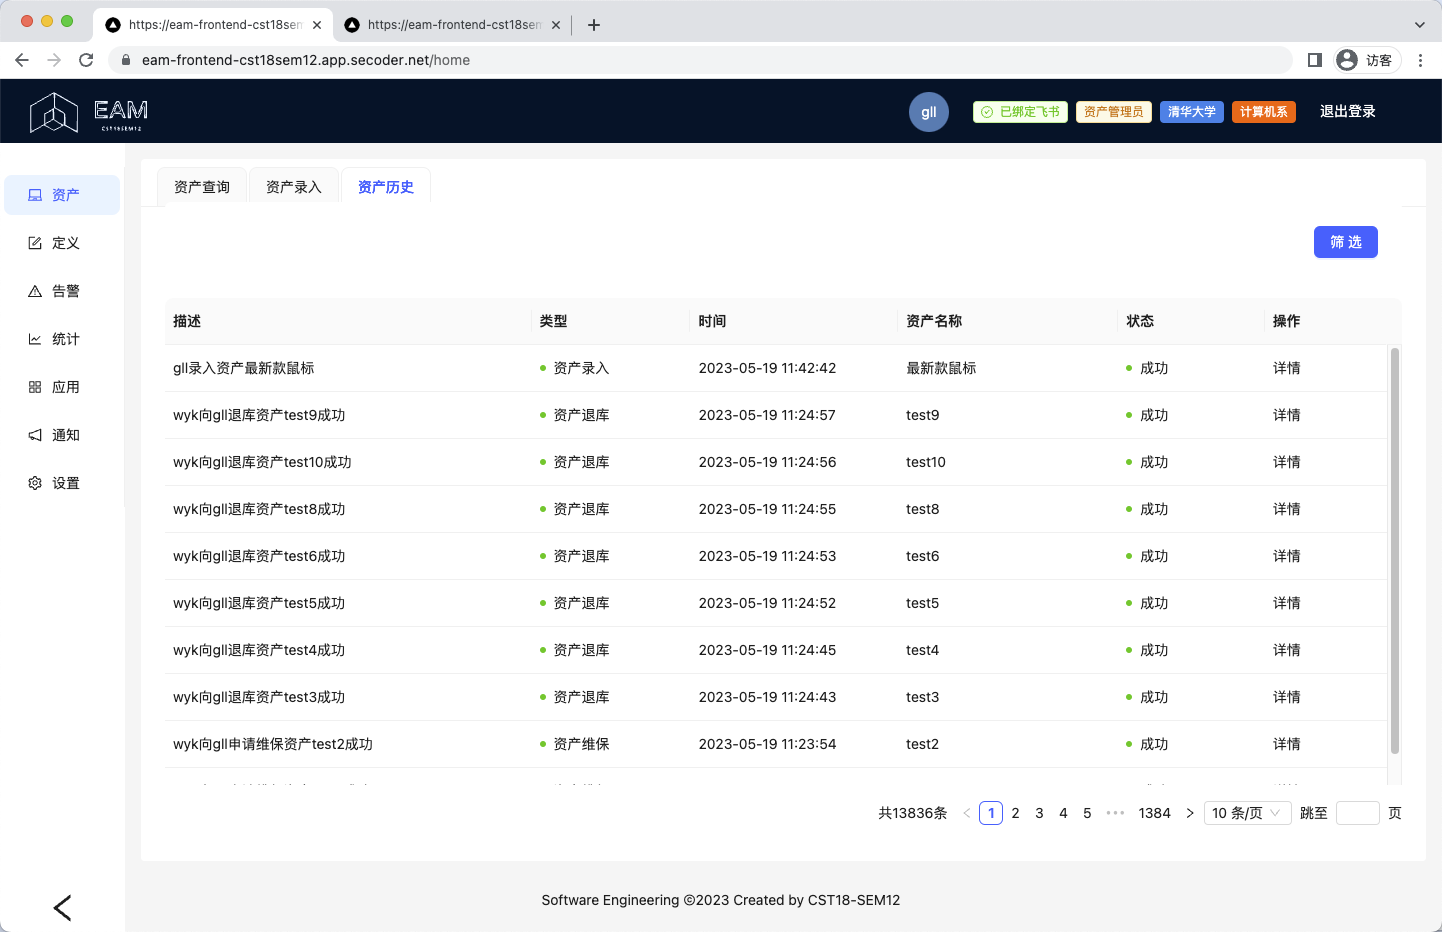 https://eam-frontend-cst18sem
https://eam-frontend-cst18sem
eam-frontend-cst18sem12.app.secoder.net/home
访客
EAM
CST18SEM12
gll
已绑定飞书
资产管理员
清华大学
计算机系
退出登录
资产
定义
告警
统计
应用
通知
设置
资产查询 资产录入 资产历史
筛 选
描述 类型 时间 资产名称 状态 操作
gll录入资产最新款鼠标 资产录入 2023-05-19 11:42:42 最新款鼠标 成功 详情
wyk向gll退库资产test9成功 资产退库 2023-05-19 11:24:57 test9 成功 详情
wyk向gll退库资产test10成功 资产退库 2023-05-19 11:24:56 test10 成功 详情
wyk向gll退库资产test8成功 资产退库 2023-05-19 11:24:55 test8 成功 详情
wyk向gll退库资产test6成功 资产退库 2023-05-19 11:24:53 test6 成功 详情
wyk向gll退库资产test5成功 资产退库 2023-05-19 11:24:52 test5 成功 详情
wyk向gll退库资产test4成功 资产退库 2023-05-19 11:24:45 test4 成功 详情
wyk向gll退库资产test3成功 资产退库 2023-05-19 11:24:43 test3 成功 详情
wyk向gll申请维保资产test2成功 资产维保 2023-05-19 11:23:54 test2 成功 详情
共13836条 1 2 3 4 5 ••• 1384 10 条/页 跳至 页
Software Engineering ©2023 Created by CST18-SEM12